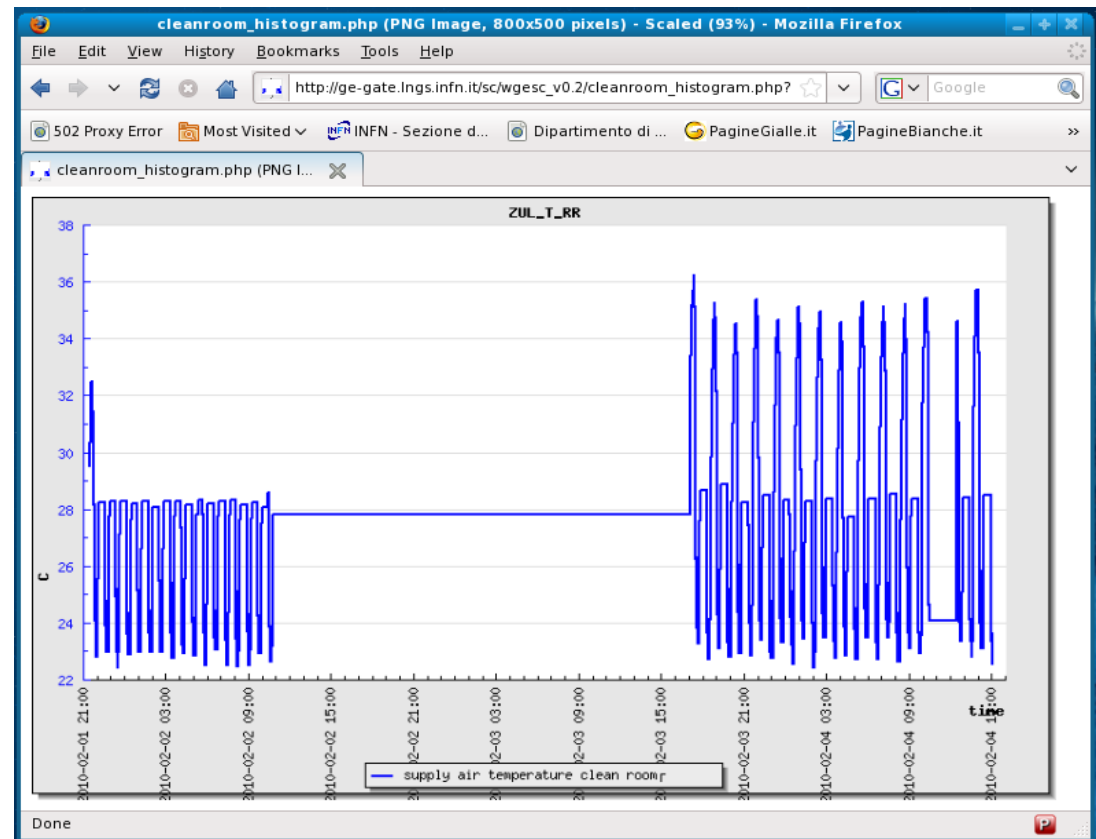 cleanroom_histogram.php (PNG Image, 800x500 pixels) - Scaled (93%) - Mozilla Firefox
File Edit View History Bookmarks Tools Help
http://ge-gate.lngs.infn.it/sc/wgesc_v0.2/cleanroom_histogram.php? Google
502 Proxy Error Most Visited INFN - Sezione d... Dipartimento di ... PagineGialle.it PagineBianche.it »
cleanroom_histogram.php (PNG I...
ZUL_T_RR
38
36
34
32
30
28
26
24
22
C
2010-02-01 21:00
2010-02-02 03:00
2010-02-02 09:00
2010-02-02 15:00
02-02 21:00
02-03 03:00
02-03 09:00
02-03 15:00
2010-02-03 21:00
2010-02-04 03:00
2010-02-04 09:00
2010-02-04 15:00
time
supply air temperature clean room
Done